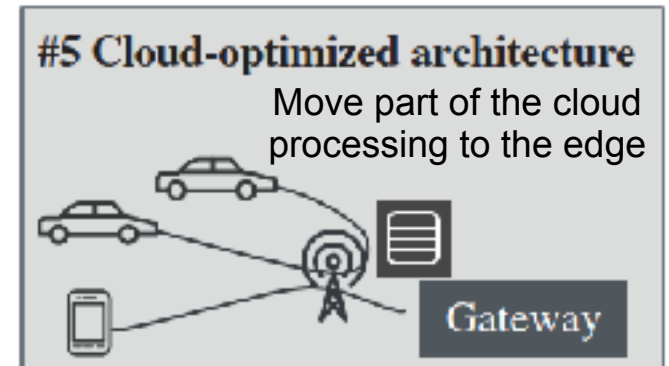 #5 Cloud-optimized architecture
Move part of the cloud
processing to the edge
Gateway